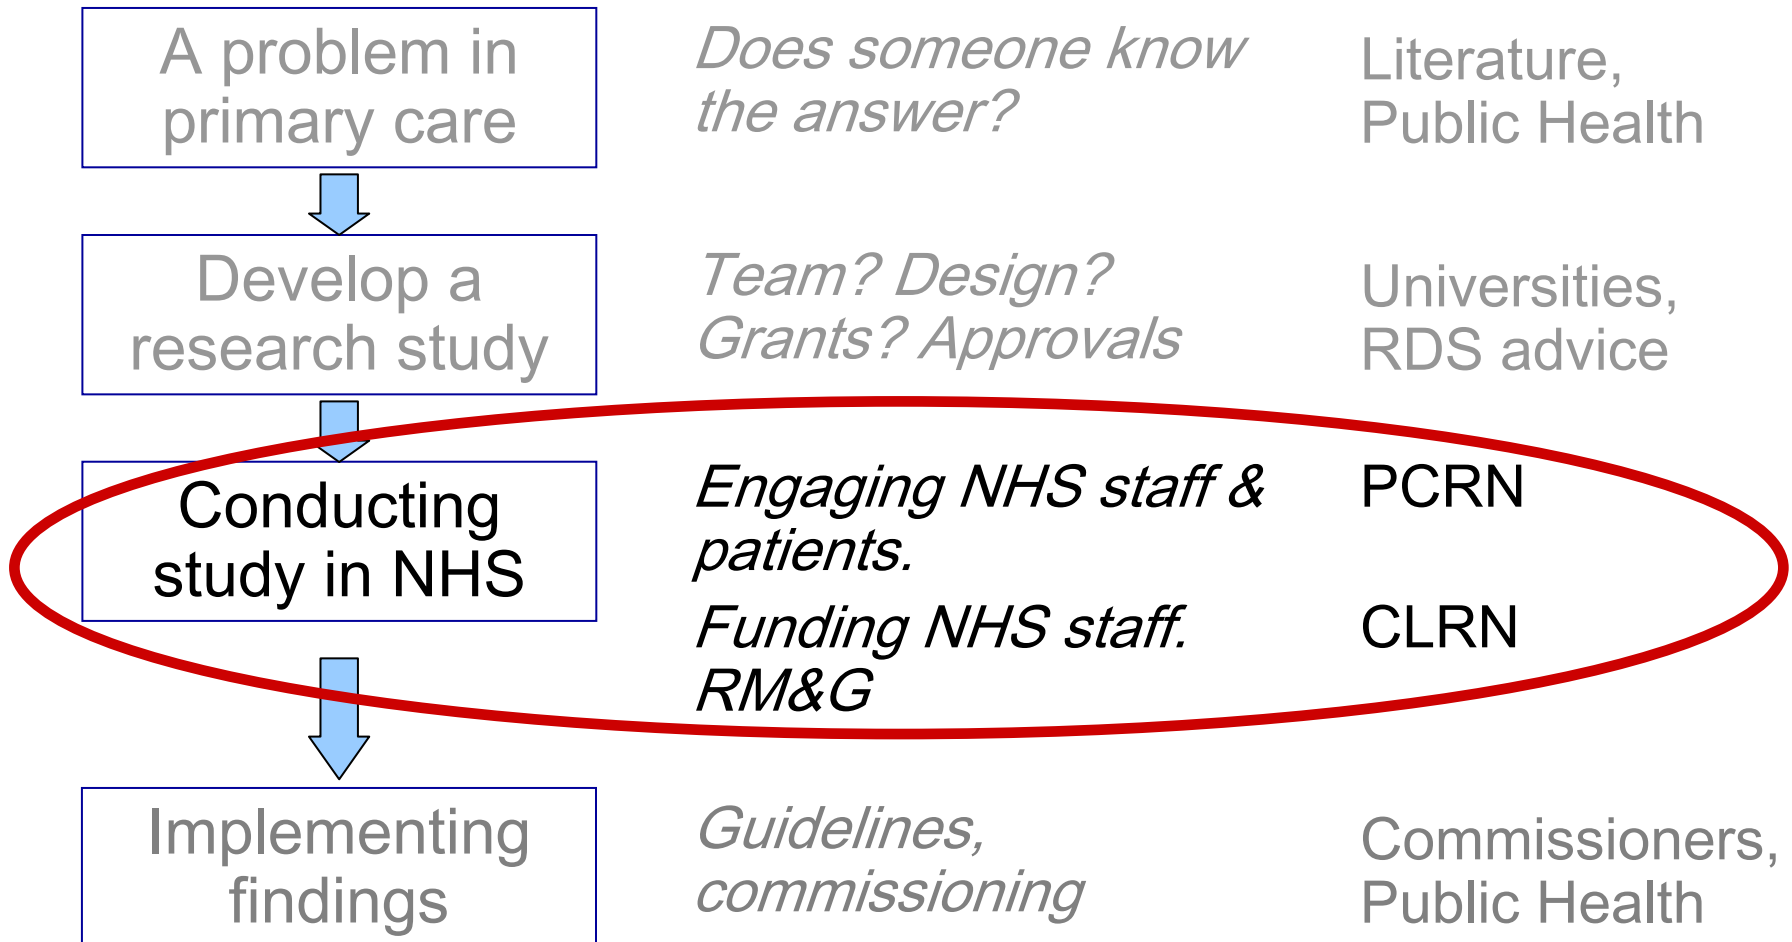 A problem in
primary care
Does someone know
the answer?
Literature,
Public Health
Develop a
research study
Team? Design?
Grants? Approvals
Universities,
RDS advice
Conducting
study in NHS
Engaging NHS staff &
patients.
PCRN
Funding NHS staff.
RM&G
CLRN
Implementing
findings
Guidelines,
commissioning
Commissioners,
Public Health